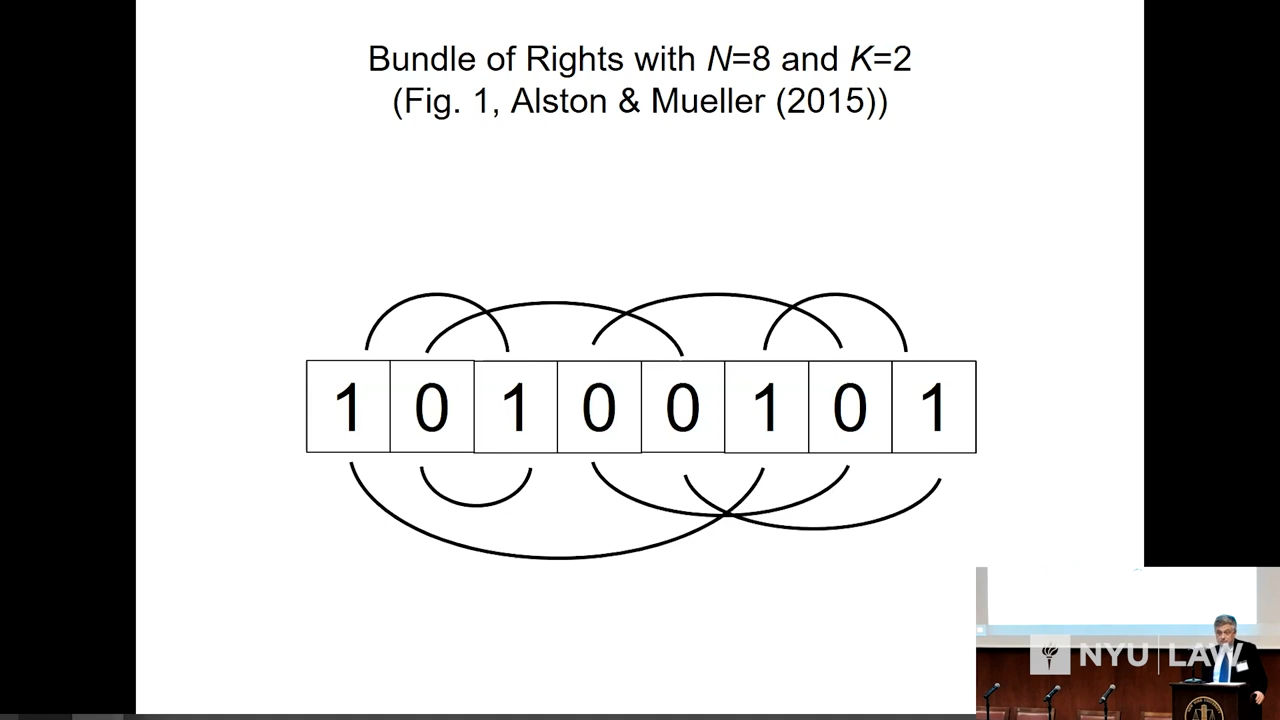 Bundle of Rights with N=8 and K=2
(Fig. 1, Alston & Mueller (2015))
1 0 1 0 0 1 0 1
NYU LAW